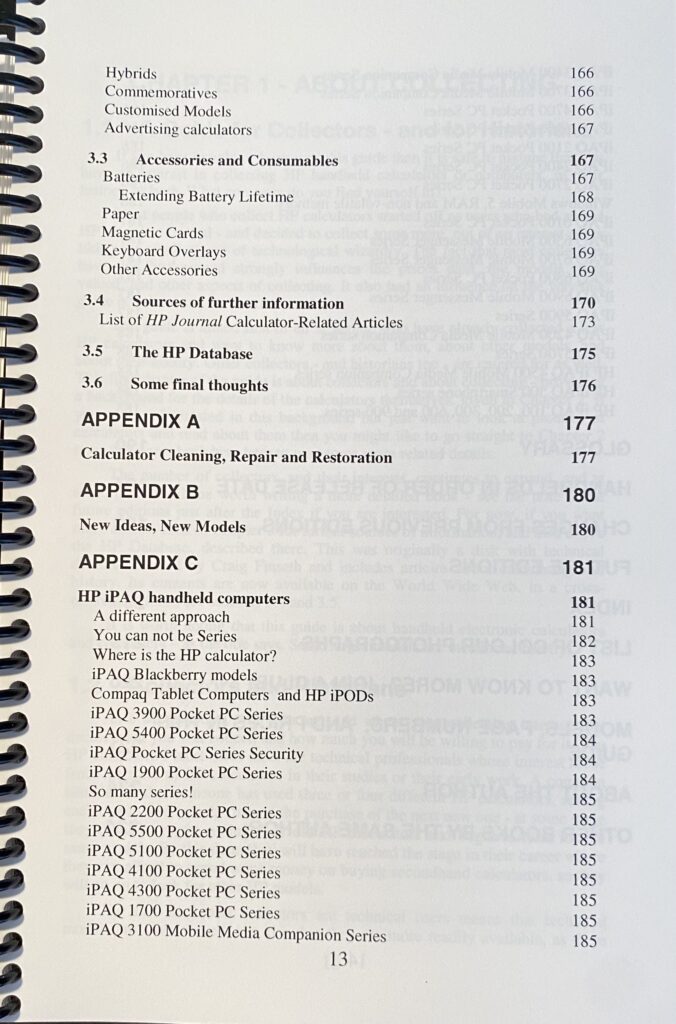 Hybrids 166
Commemoratives 166
Customised Models 166
Advertising calculators 167
3.3 Accessories and Consumables 167
Batteries 167
Extending Battery Lifetime 168
Paper 169
Magnetic Cards 169
Keyboard Overlays 169
Other Accessories 169
3.4 Sources of further information 170
List of HP Journal Calculator-Related Articles 173
3.5 The HP Database 175
3.6 Some final thoughts 176
APPENDIX A 177
Calculator Cleaning, Repair and Restoration 177
APPENDIX B 180
New Ideas, New Models 180
APPENDIX C 181
HP iPAQ handheld computers 181
A different approach 181
You can not be Series 182
Where is the HP calculator? 183
iPAQ Blackberry models 183
Compaq Tablet Computers and HP iPODs 183
iPAQ 3900 Pocket PC Series 183
iPAQ 5400 Pocket PC Series 184
iPAQ Pocket PC Series Security 184
iPAQ 1900 Pocket PC Series 184
So many series! 185
iPAQ 2200 Pocket PC Series 185
iPAQ 5500 Pocket PC Series 185
iPAQ 5100 Pocket PC Series 185
iPAQ 4100 Pocket PC Series 185
iPAQ 4300 Pocket PC Series 185
iPAQ 1700 Pocket PC Series 185
iPAQ 3100 Mobile Media Companion Series 185
13